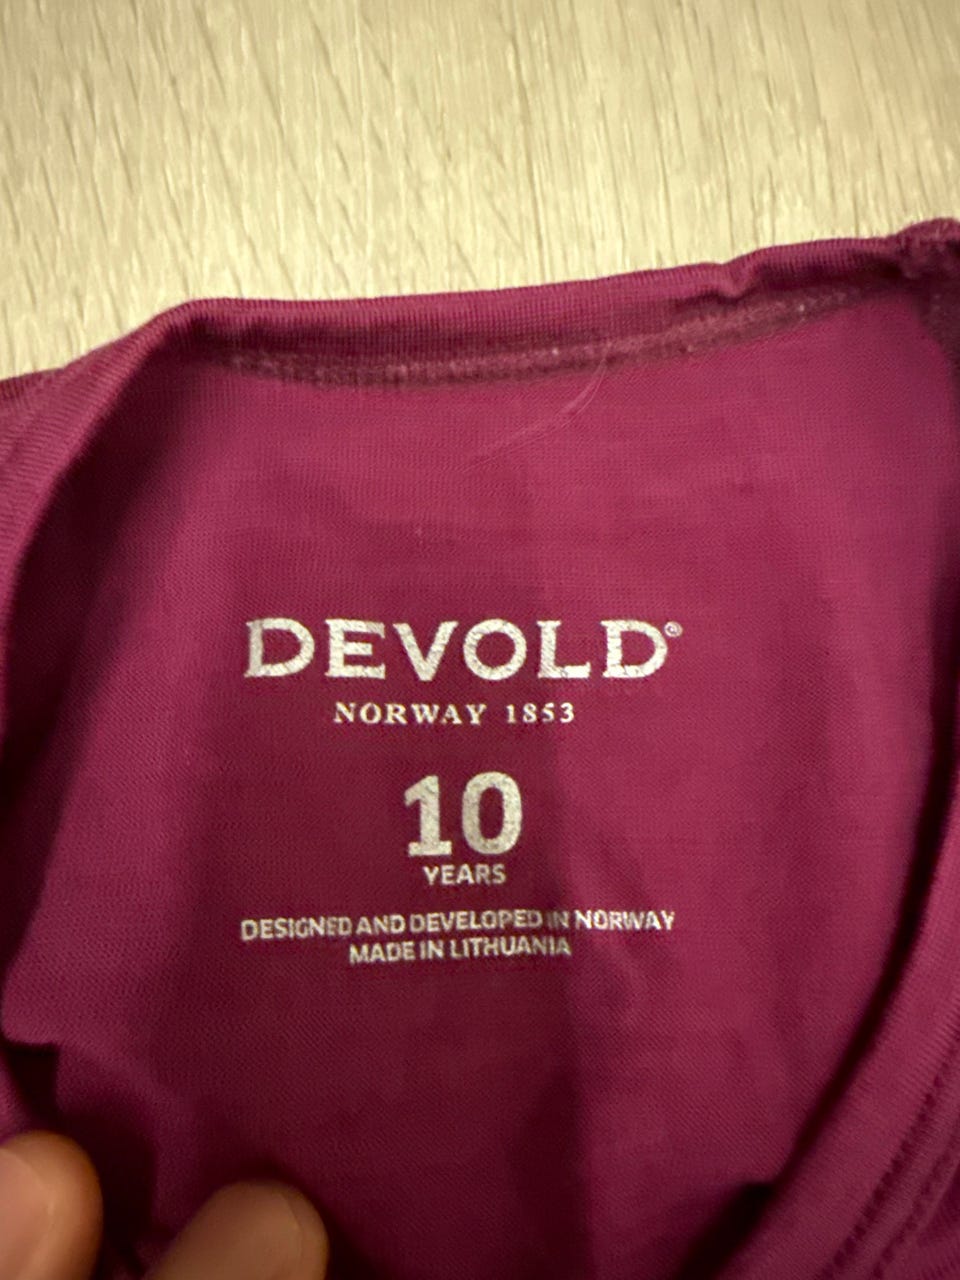 DEVOLD®
NORWAY 1853
10
YEARS
DESIGNED AND DEVELOPED IN NORWAY
MADE IN LITHUANIA